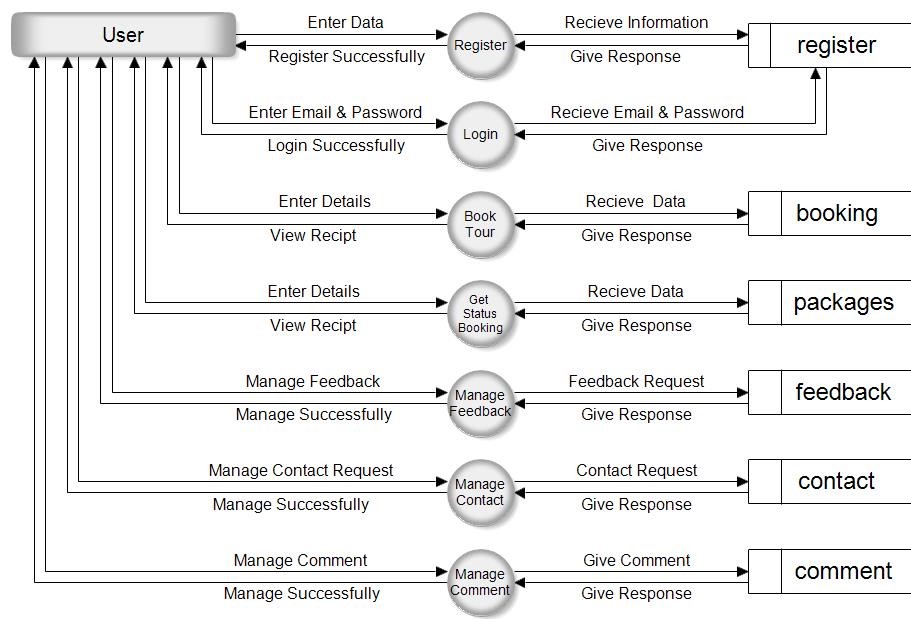 User
Enter Data
Register Successfully
Register
Recieve Information
Give Response
register
Enter Email & Password
Login Successfully
Login
Recieve Email & Password
Give Response
Enter Details
View Recipt
Book
Tour
Recieve Data
Give Response
booking
Enter Details
View Recipt
Get
Status
Booking
Recieve Data
Give Response
packages
Manage Feedback
Manage Successfully
Manage
Feedback
Feedback Request
Give Response
feedback
Manage Contact Request
Manage Successfully
Manage
Contact
Contact Request
Give Response
contact
Manage Comment
Manage Successfully
Manage
Comment
Give Comment
Give Response
comment